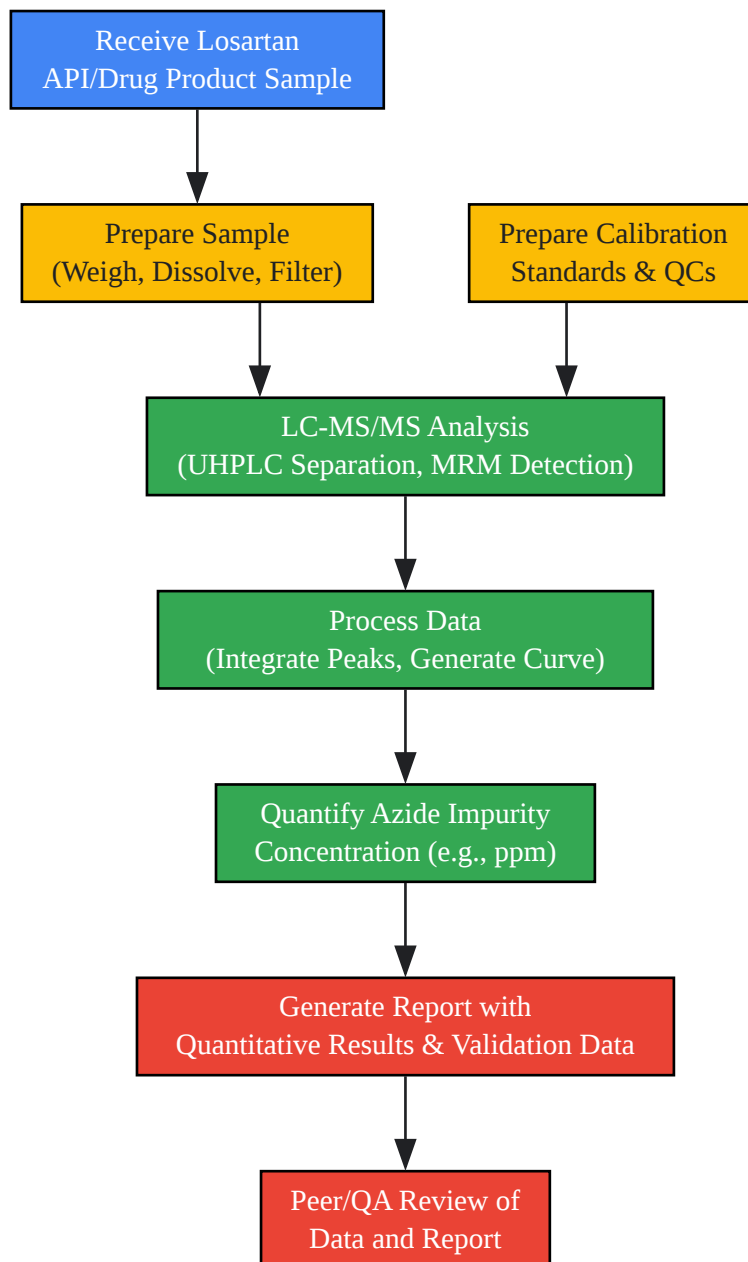 Receive Losartan
API/Drug Product Sample
Prepare Sample
(Weigh, Dissolve, Filter)
Prepare Calibration
Standards & QCs
LC-MS/MS Analysis
(UHPLC Separation, MRM Detection)
Process Data
(Integrate Peaks, Generate Curve)
Quantify Azide Impurity
Concentration (e.g., ppm)
Generate Report with
Quantitative Results & Validation Data
Peer/QA Review of
Data and Report